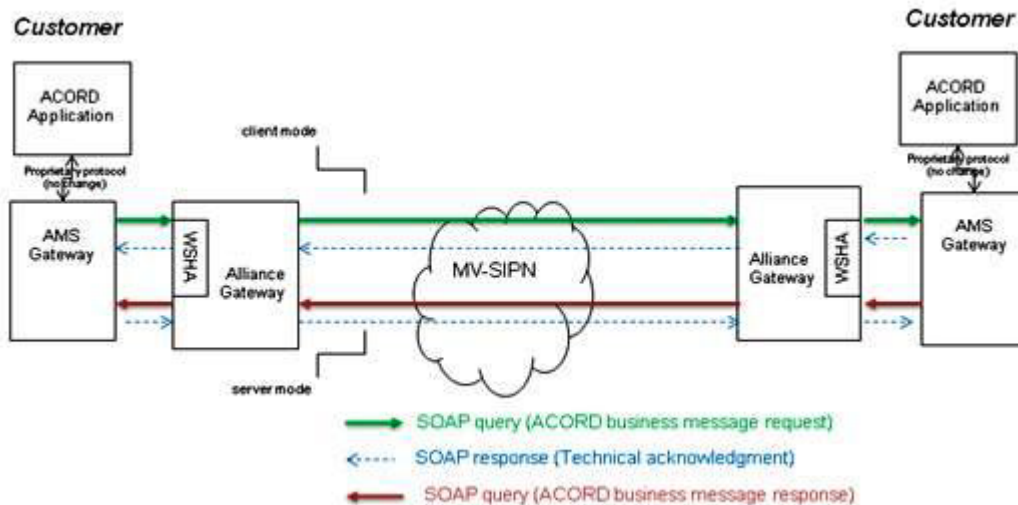 Customer
Customer
ACORD
Application
ACORD
Application
client mode
Proprietary protocol
(no change)
Proprietary protocol
(no change)
AMS
Gateway
WSHA
Alliance
Gateway
MV-SIPN
Alliance
Gateway
WSHA
AMS
Gateway
server mode
SOAP query (ACORD business message request)
SOAP response (Technical acknowledgment)
SOAP query (ACORD business message response)